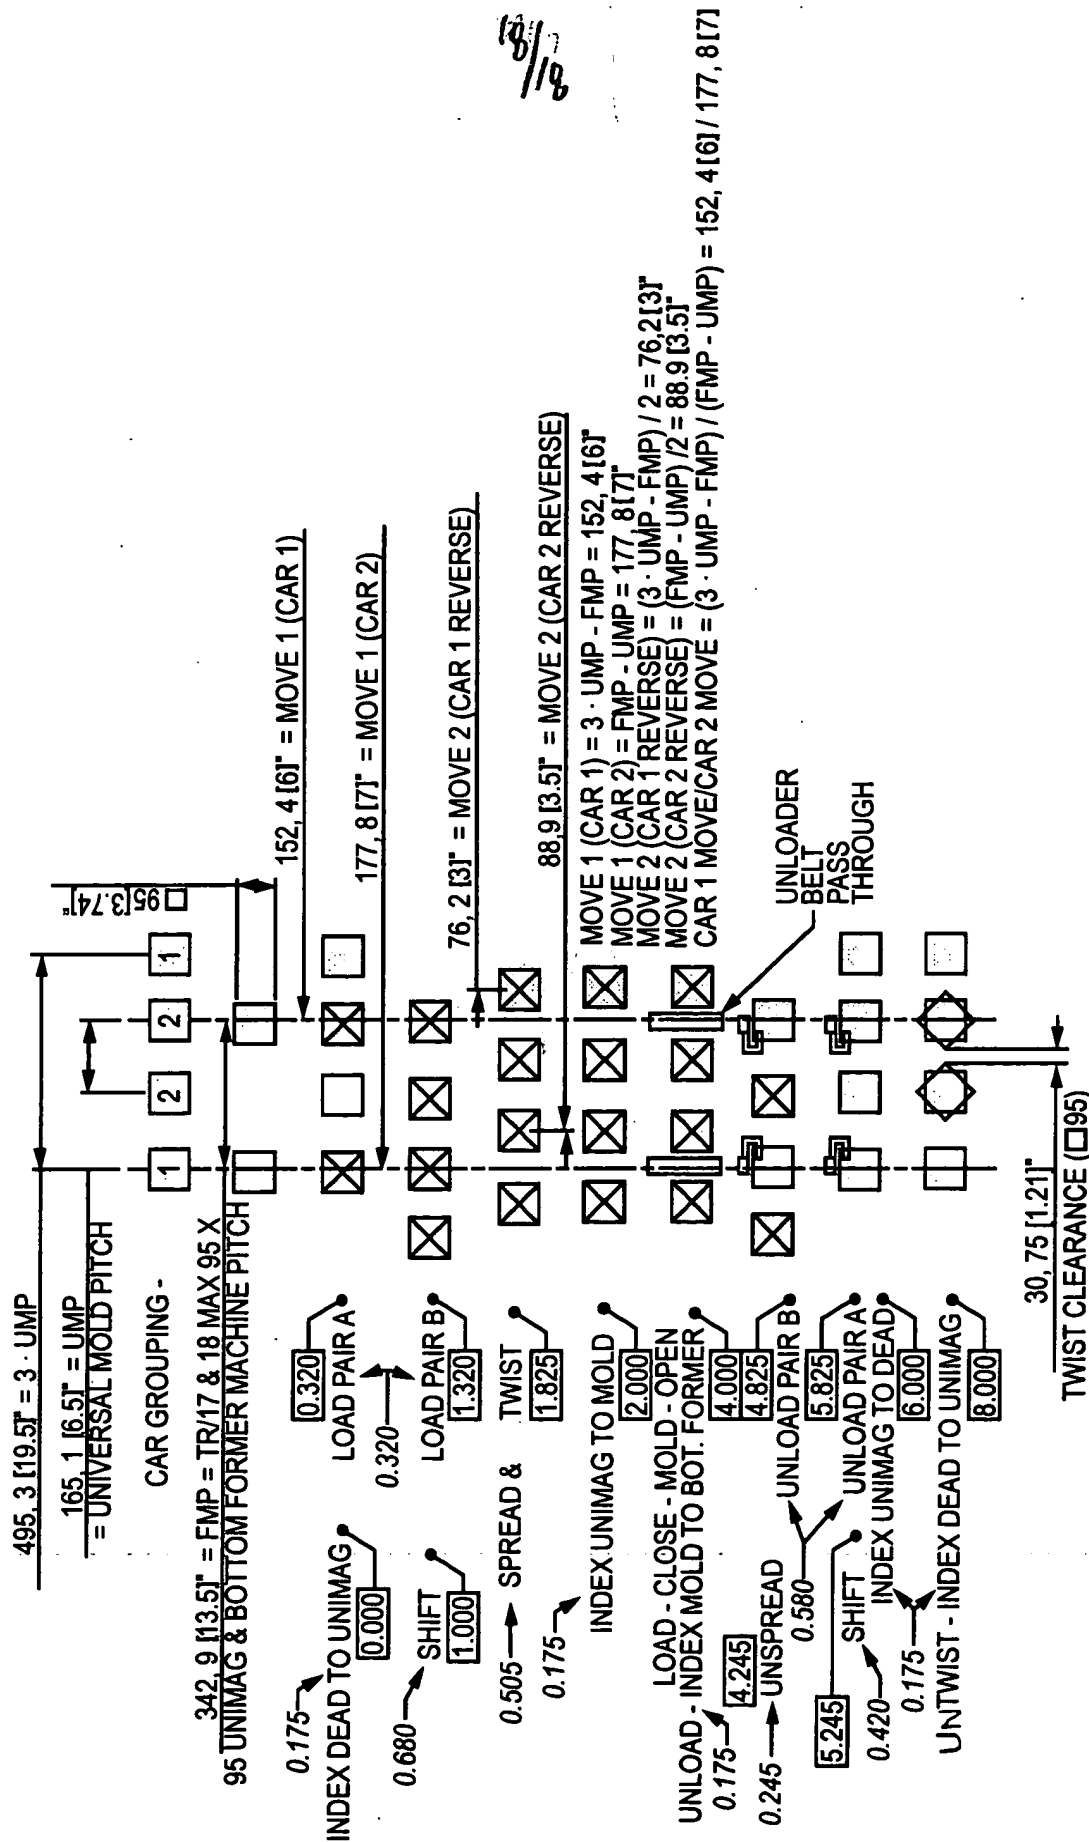 495, 3 [19.5]" = 3 · UMP
165, 1 [6.5]" = UMP
= UNIVERSAL MOLD PITCH
CAR GROUPING -
1
2
2
1
□95[3.74]"
342, 9 [13.5]" = FMP = TR/17 & 18 MAX 95 X
95 UNIMAG & BOTTOM FORMER MACHINE PITCH
152, 4 [6]" = MOVE 1 (CAR 1)
0.175
INDEX DEAD TO UNIMAG
0.000
0.320
LOAD PAIR A
177, 8 [7]" = MOVE 1 (CAR 2)
0.320
0.680
SHIFT
1.000
LOAD PAIR B
1.320
76, 2 [3]" = MOVE 2 (CAR 1 REVERSE)
0.505
SPREAD & TWIST
1.825
88,9 [3.5]" = MOVE 2 (CAR 2 REVERSE)
0.175
INDEX UNIMAG TO MOLD
2.000
MOVE 1 (CAR 1) = 3 · UMP - FMP = 152, 4 [6]"
MOVE 1 (CAR 2) = FMP - UMP = 177, 8 [7]"
MOVE 2 (CAR 1 REVERSE) = (3 · UMP - FMP) / 2 = 76,2 [3]"
MOVE 2 (CAR 2 REVERSE) = (FMP - UMP) /2 = 88.9 [3.5]"
CAR 1 MOVE/CAR 2 MOVE = (3 · UMP - FMP) / (FMP - UMP) = 152, 4 [6] / 177, 8 [7]
LOAD - CLOSE - MOLD - OPEN
UNLOAD - INDEX MOLD TO BOT. FORMER
0.175
4.000
4.245
4.825
0.245
UNSPREAD
UNLOADER
BELT
PASS
THROUGH
UNLOAD PAIR B
0.580
5.825
5.245
SHIFT
UNLOAD PAIR A
0.420
INDEX UNIMAG TO DEAD
6.000
0.175
UNTWIST - INDEX DEAD TO UNIMAG
8.000
30, 75 [1.21]"
TWIST CLEARANCE (□95)